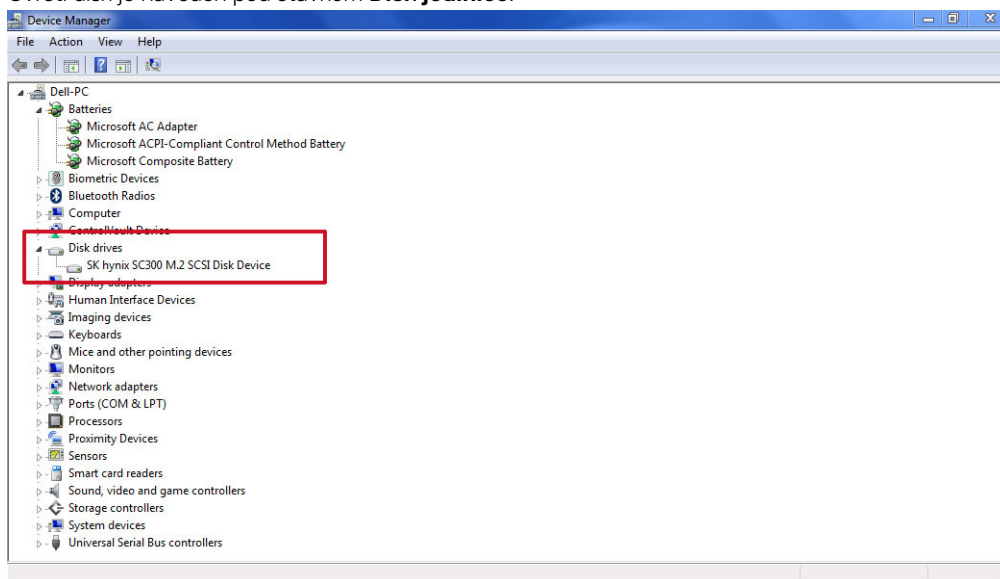 Device Manager
File Action View Help
Dell-PC
Batteries
Microsoft AC Adapter
Microsoft ACPI-Compliant Control Method Battery
Microsoft Composite Battery
Biometric Devices
Bluetooth Radios
Computer
ControlVault Device
Disk drives
SK hynix SC300 M.2 SCSI Disk Device
Display adapters
Human Interface Devices
Imaging devices
Keyboards
Mice and other pointing devices
Monitors
Network adapters
Ports (COM & LPT)
Processors
Proximity Devices
Sensors
Smart card readers
Sound, video and game controllers
Storage controllers
System devices
Universal Serial Bus controllers